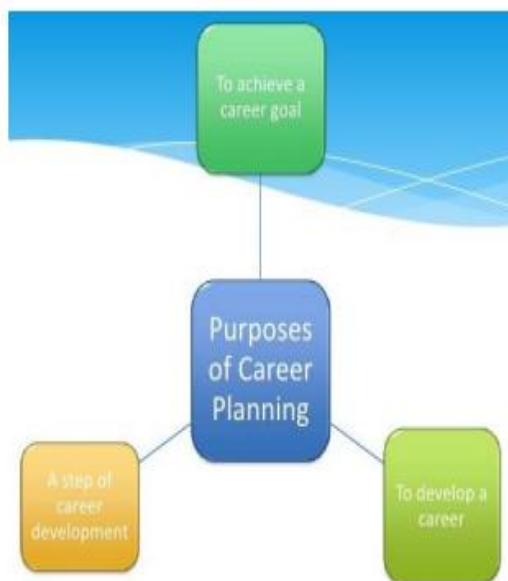 To achieve a
career goal
Purposes
of Career
Planning
A step of
career
development
To develop a
career